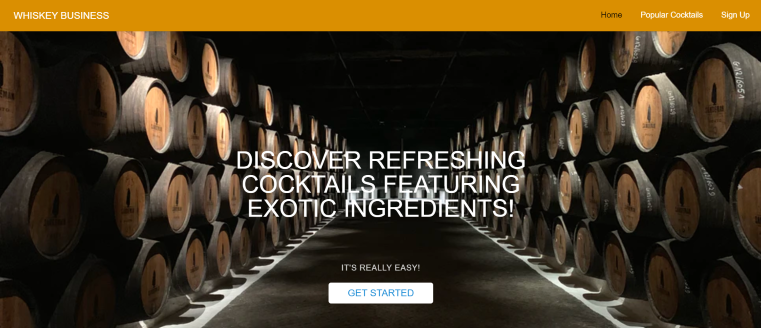 WHISKEY BUSINESS
Home Popular Cocktails Sign Up
DISCOVER REFRESHING
COCKTAILS FEATURING
EXOTIC INGREDIENTS!
IT'S REALLY EASY!
GET STARTED